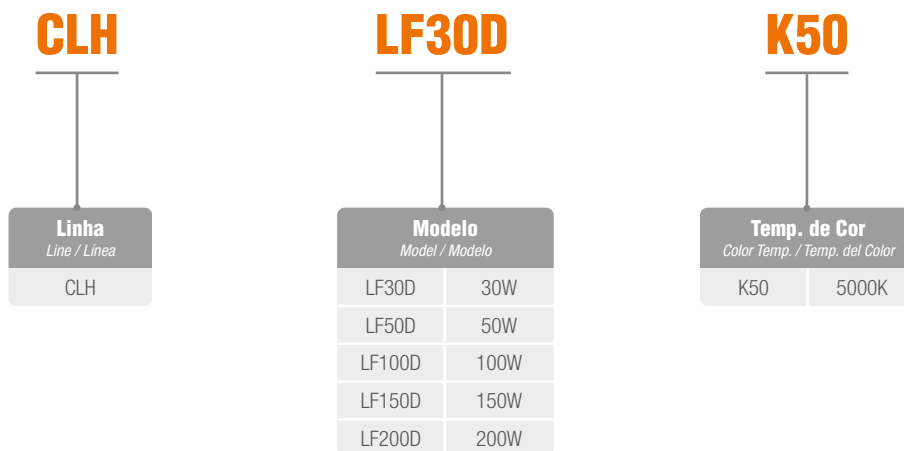 CLH LF30D K50
Linha
Line / Línea
CLH
Modelo
Model / Modelo
LF30D 30W
LF50D 50W
LF100D 100W
LF150D 150W
LF200D 200W
Temp. de Cor
Color Temp. / Temp. del Color
K50 5000K